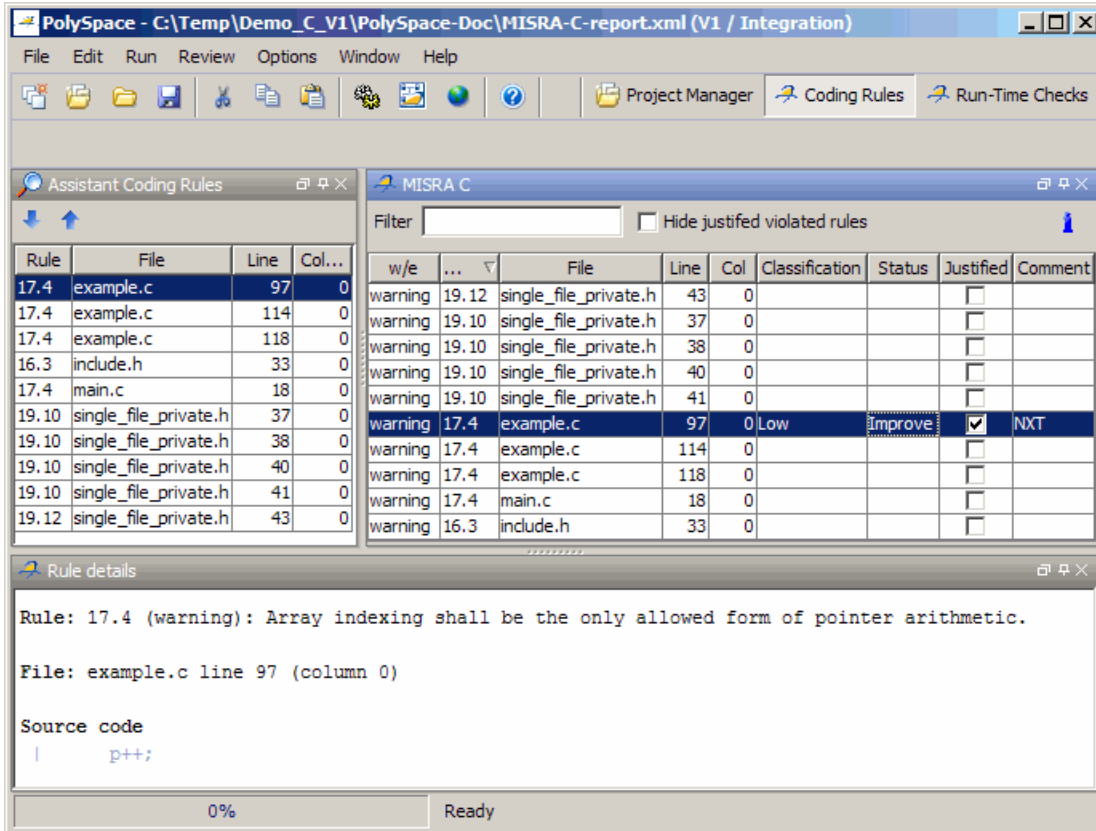 PolySpace - C:\Temp\Demo_C_V1\PolySpace-Doc\MISRA-C-report.xml (V1 / Integration)
File Edit Run Review Options Window Help
Project Manager Coding Rules Run-Time Checks
Assistant Coding Rules
Rule File Line Col...
17.4 example.c 97 0
17.4 example.c 114 0
17.4 example.c 118 0
16.3 include.h 33 0
17.4 main.c 18 0
19.10 single_file_private.h 37 0
19.10 single_file_private.h 38 0
19.10 single_file_private.h 40 0
19.10 single_file_private.h 41 0
19.12 single_file_private.h 43 0
MISRA C
Filter Hide justifed violated rules
w/e ... File Line Col Classification Status Justified Comment
warning 19.12 single_file_private.h 43 0
warning 19.10 single_file_private.h 37 0
warning 19.10 single_file_private.h 38 0
warning 19.10 single_file_private.h 40 0
warning 19.10 single_file_private.h 41 0
warning 17.4 example.c 97 0 Low Improve NXT
warning 17.4 example.c 114 0
warning 17.4 example.c 118 0
warning 17.4 main.c 18 0
warning 16.3 include.h 33 0
Rule details
Rule: 17.4 (warning): Array indexing shall be the only allowed form of pointer arithmetic.
File: example.c line 97 (column 0)
Source code
| p++;
0% Ready